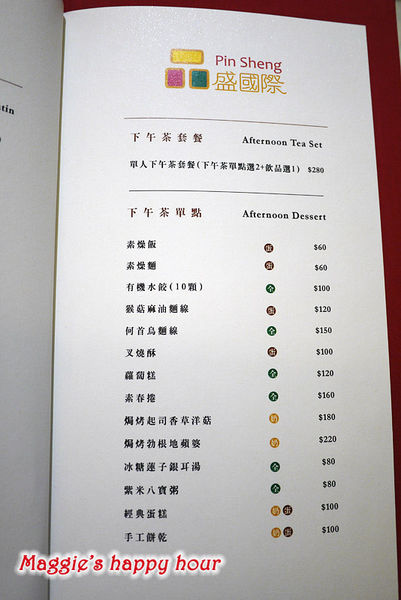 tin
Pin Sheng
盛國際
下午茶套餐 Afternoon Tea Set
單人下午茶套餐(下午茶單點選2+飲品選1) $280
下午茶單點 Afternoon Dessert
素燥飯 蛋 $60
素燥麵 蛋 $60
有機水餃(10顆) 全 $100
猴菇麻油麵線 蛋 $120
何首烏麵線 全 $150
叉燒酥 蛋 $100
蘿蔔糕 全 $120
素春捲 全 $160
焗烤起司香草洋菇 奶 $180
焗烤勃根地蘋婆 奶 $220
冰糖蓮子銀耳湯 全 $80
紫米八寶粥 全 $80
經典蛋糕 奶 蛋 $100
手工餅乾 奶 蛋 $100
Maggie's happy hour